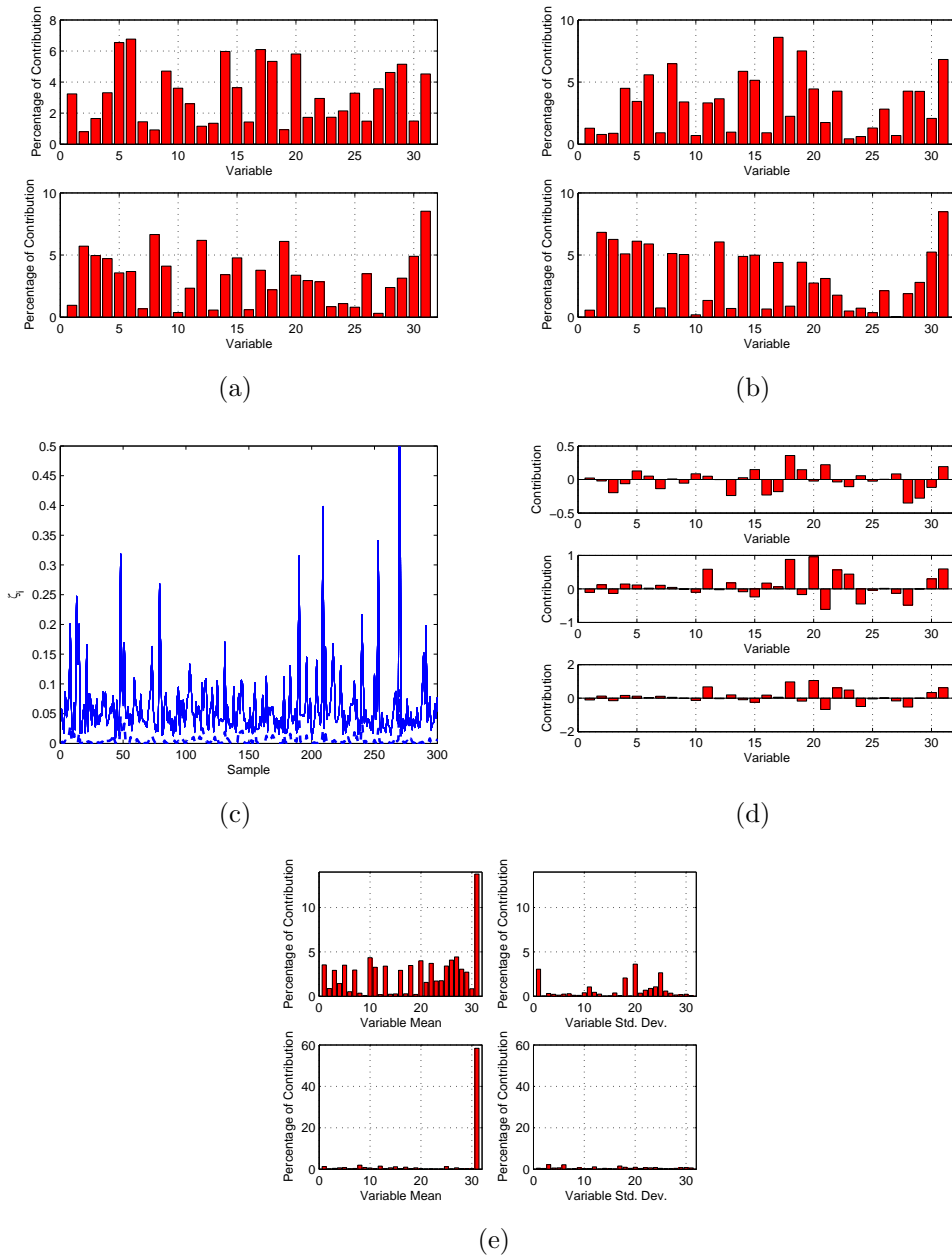 Percentage of Contribution
8
6
4
2
0
0 5 10 15 20 25 30
Variable
Percentage of Contribution
10
5
0
0 5 10 15 20 25 30
Variable
(a)
Percentage of Contribution
10
5
0
0 5 10 15 20 25 30
Variable
Percentage of Contribution
10
5
0
0 5 10 15 20 25 30
Variable
(b)
0.5
0.45
0.4
0.35
0.3
0.25
0.2
0.15
0.1
0.05
0
0 50 100 150 200 250 300
Sample
(c)
Contribution
0.5
0
−0.5
0 5 10 15 20 25 30
Variable
Contribution
1
0
−1
0 5 10 15 20 25 30
Variable
Contribution
2
0
−2
0 5 10 15 20 25 30
Variable
(d)
Percentage of Contribution
10
5
0
0 10 20 30
Variable Mean
Percentage of Contribution
10
5
0
0 10 20 30
Variable Std. Dev.
Percentage of Contribution
60
40
20
0
0 10 20 30
Variable Mean
Percentage of Contribution
60
40
20
0
0 10 20 30
Variable Std. Dev.
(e)